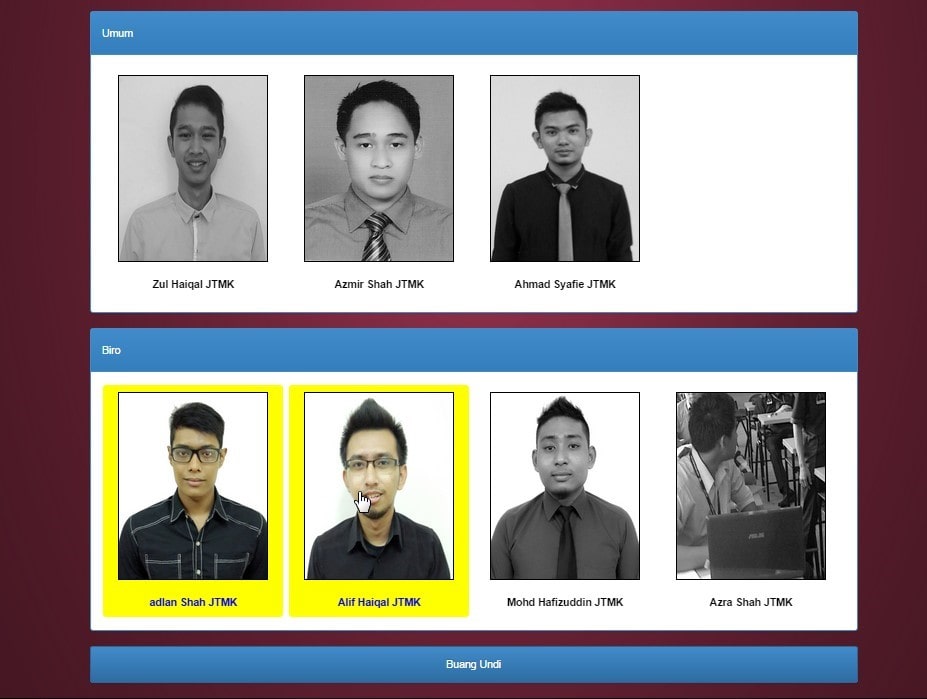 Umum
Zul Haiqal JTMK
Azmir Shah JTMK
Ahmad Syafie JTMK
Biro
adlan Shah JTMK
Alif Haiqal JTMK
Mohd Hafizuddin JTMK
Azra Shah JTMK
ASUS
Buang Undi